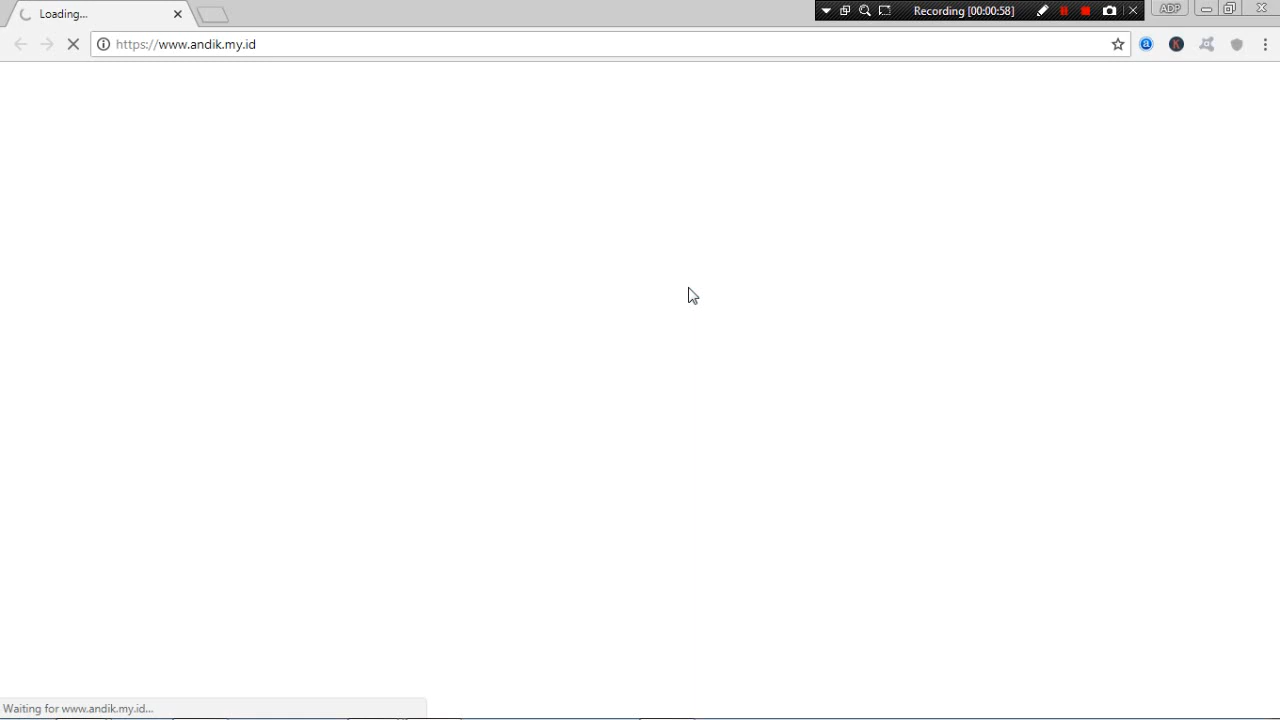 Loading...
Recording [00:00:58]
ADP
https://www.andik.my.id
a
K
Waiting for www.andik.my.id...